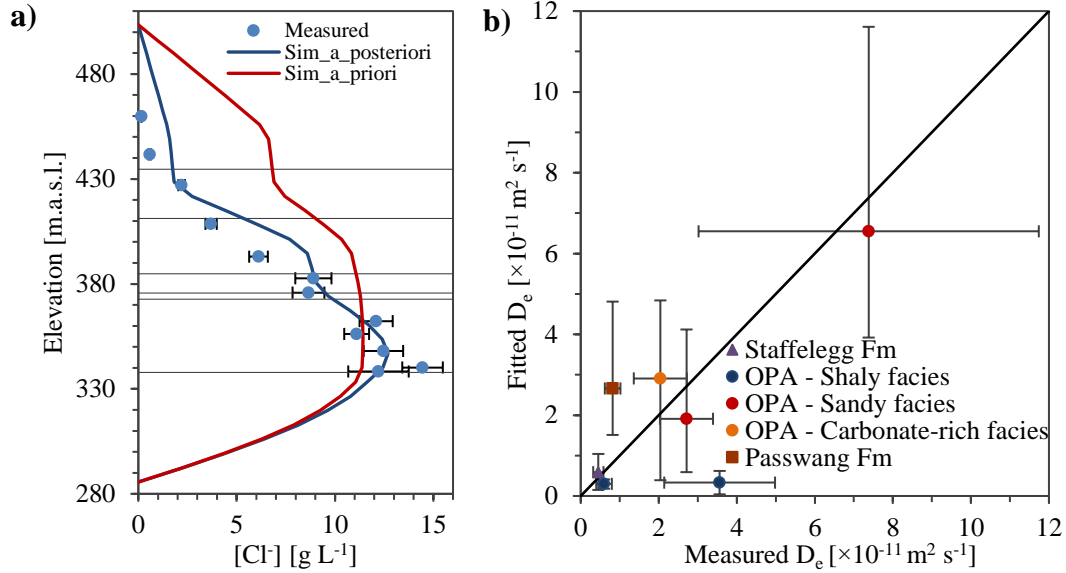 a)
Measured
Sim_a_posteriori
Sim_a_priori
480
430
380
330
280
Elevation [m.a.s.l.]
0 5 10 15
[Cl⁻] [g L⁻¹]
b)
12
10
8
6
4
2
0
Fitted Dₑ [×10⁻¹¹ m² s⁻¹]
Staffelegg Fm
OPA - Shaly facies
OPA - Sandy facies
OPA - Carbonate-rich facies
Passwang Fm
0 2 4 6 8 10 12
Measured Dₑ [×10⁻¹¹ m² s⁻¹]